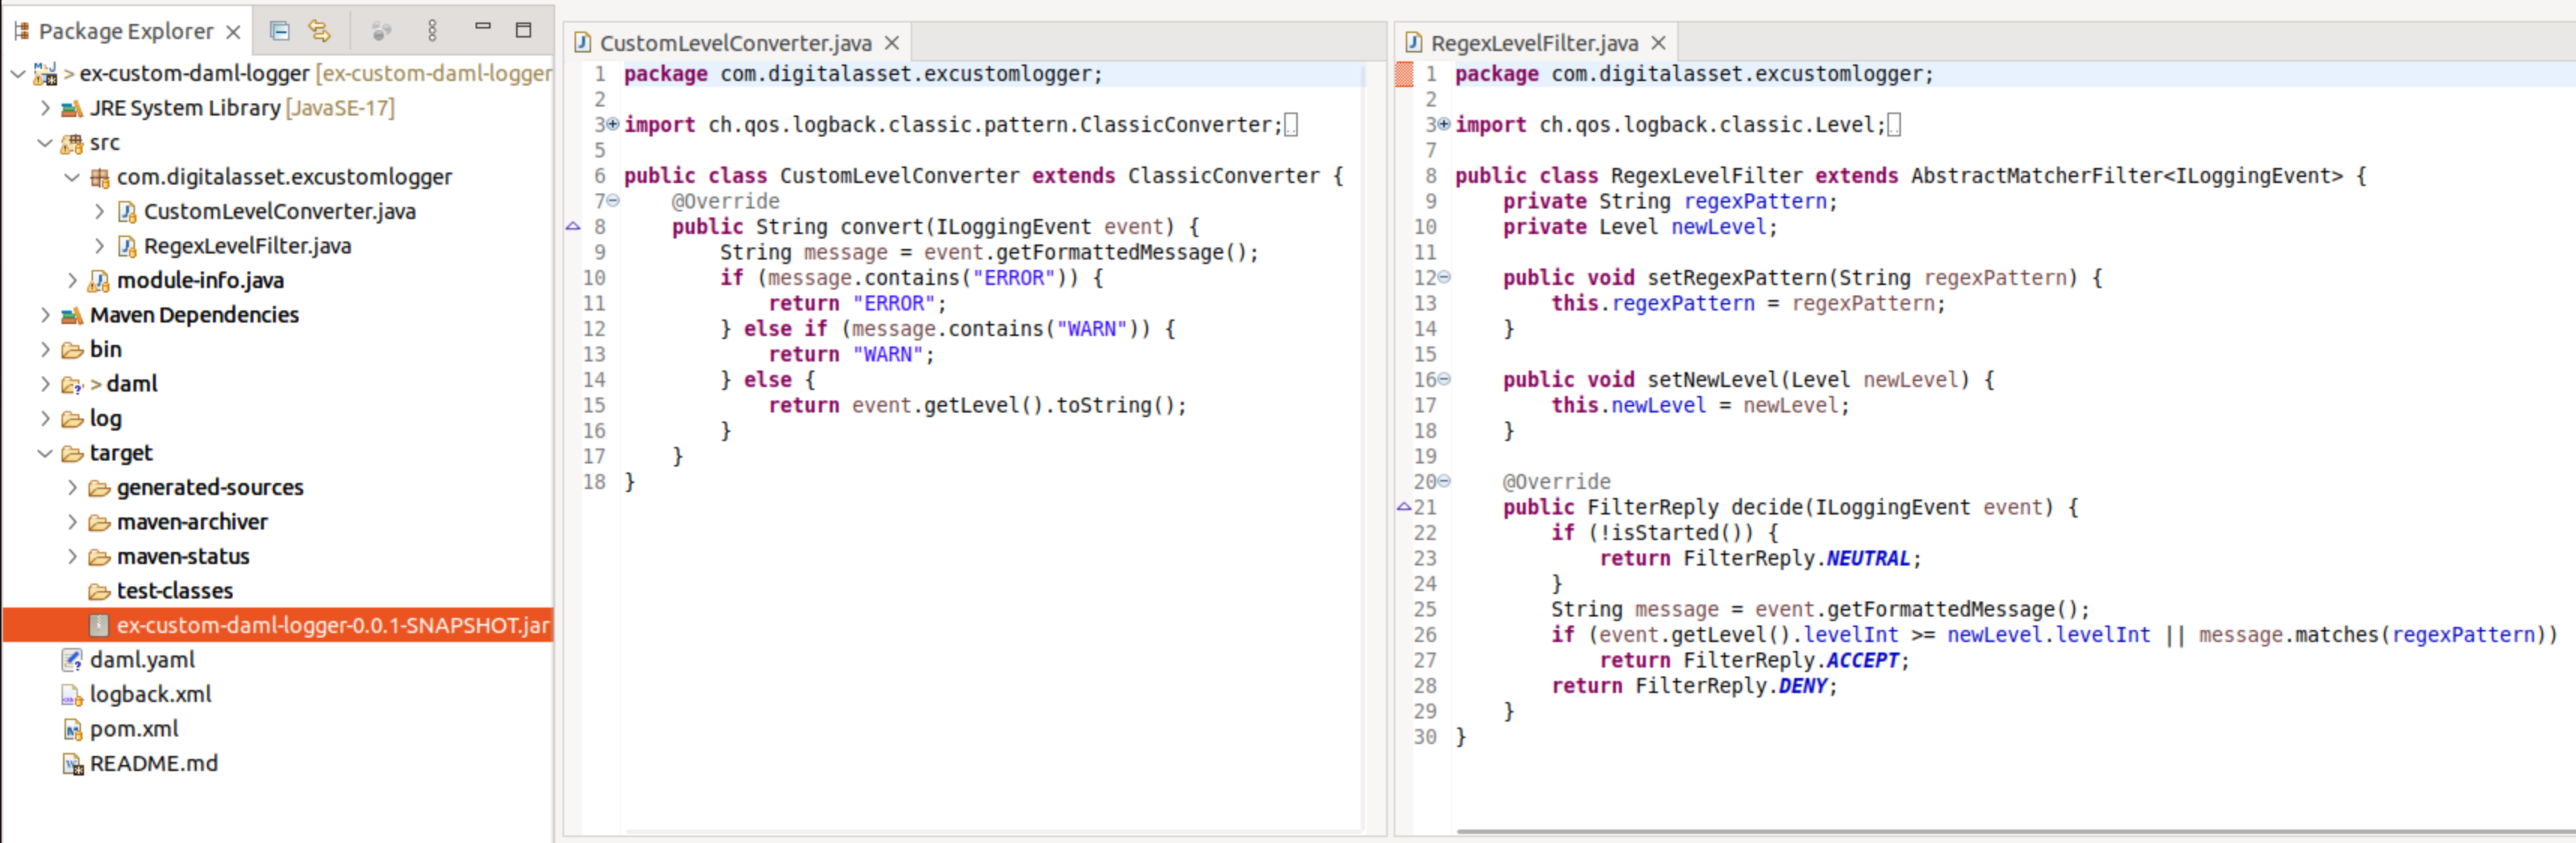 Package Explorer
> ex-custom-daml-logger [ex-custom-daml-logger
JRE System Library [JavaSE-17]
src
com.digitalasset.excustomlogger
CustomLevelConverter.java
RegexLevelFilter.java
module-info.java
Maven Dependencies
bin
> daml
log
target
generated-sources
maven-archiver
maven-status
test-classes
ex-custom-daml-logger-0.0.1-SNAPSHOT.jar
daml.yaml
logback.xml
pom.xml
README.md
CustomLevelConverter.java
1 package com.digitalasset.excustomlogger;
2
3 import ch.qos.logback.classic.pattern.ClassicConverter;
5
6 public class CustomLevelConverter extends ClassicConverter {
7 @Override
8 public String convert(ILoggingEvent event) {
9 String message = event.getFormattedMessage();
10 if (message.contains("ERROR")) {
11 return "ERROR";
12 } else if (message.contains("WARN")) {
13 return "WARN";
14 } else {
15 return event.getLevel().toString();
16 }
17 }
18 }
RegexLevelFilter.java
1 package com.digitalasset.excustomlogger;
2
3 import ch.qos.logback.classic.Level;
7
8 public class RegexLevelFilter extends AbstractMatcherFilter<ILoggingEvent> {
9 private String regexPattern;
10 private Level newLevel;
11
12 public void setRegexPattern(String regexPattern) {
13 this.regexPattern = regexPattern;
14 }
15
16 public void setNewLevel(Level newLevel) {
17 this.newLevel = newLevel;
18 }
19
20 @Override
21 public FilterReply decide(ILoggingEvent event) {
22 if (!isStarted()) {
23 return FilterReply.NEUTRAL;
24 }
25 String message = event.getFormattedMessage();
26 if (event.getLevel().levelInt >= newLevel.levelInt || message.matches(regexPattern))
27 return FilterReply.ACCEPT;
28 return FilterReply.DENY;
29 }
30 }